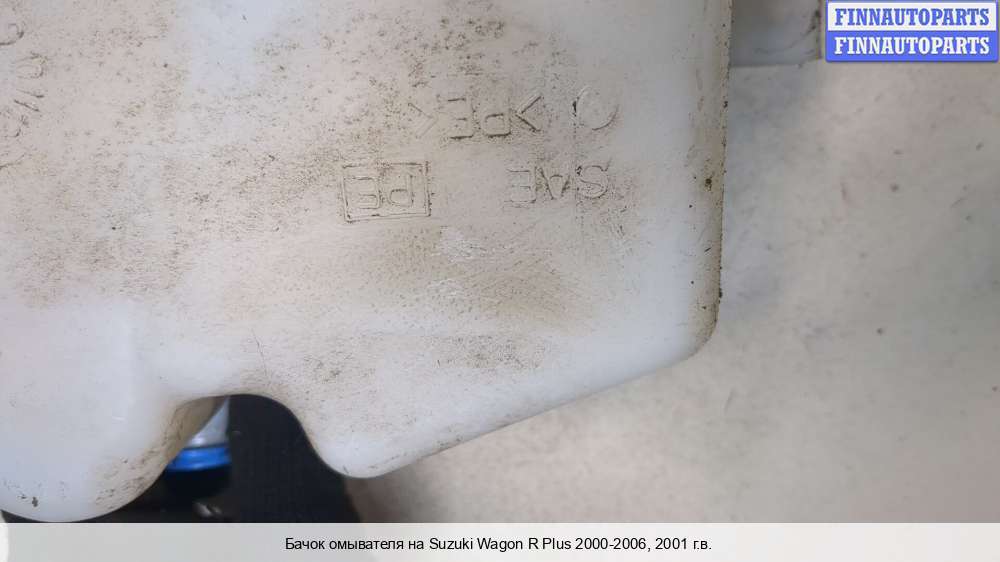 FINNAUTOPARTS
FINNAUTOPARTS
>PE<
SAE
PE
Бачок омывателя на Suzuki Wagon R Plus 2000-2006, 2001 г.в.